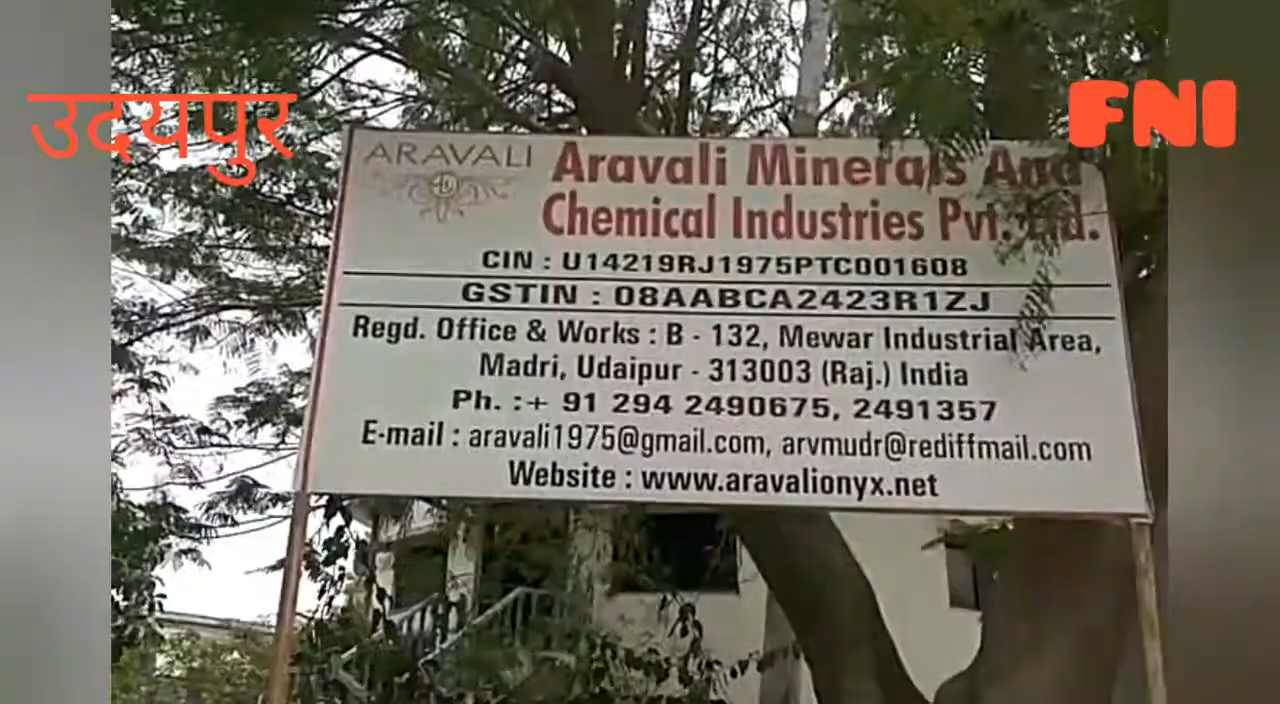 उदयपुर
FNI
ARAVALI
Aravali Minerals And
Chemical Industries Pvt. Ltd.
CIN : U14219RJ1975PTC001608
GSTIN : 08AABCA2423R1ZJ
Regd. Office & Works : B - 132, Mewar Industrial Area,
Madri, Udaipur - 313003 (Raj.) India
Ph. :+ 91 294 2490675, 2491357
E-mail : aravali1975@gmail.com, arvmudr@rediffmail.com
Website : www.aravalionyx.net